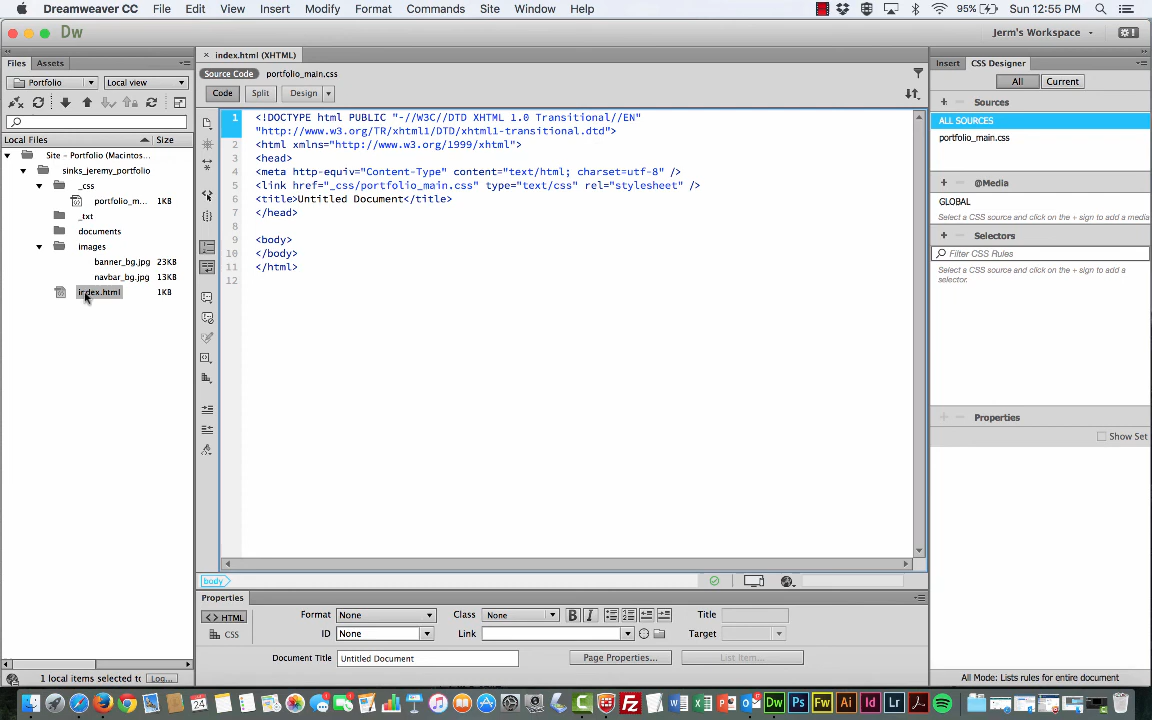 Dreamweaver CC File Edit View Insert Modify Format Commands Site Window Help 95% Sun 12:55 PM
Dw Jerm's Workspace
Files Assets
Portfolio Local view
Local Files Size
Site – Portfolio (Macintos...
sinks_jeremy_portfolio
_css
portfolio_m... 1KB
_txt
documents
images
banner_bg.jpg 23KB
navbar_bg.jpg 13KB
index.html 1KB
1 local items selected to Log...
index.html (XHTML)
Source Code portfolio_main.css
Code Split Design
1 <!DOCTYPE html PUBLIC "-//W3C//DTD XHTML 1.0 Transitional//EN"
"http://www.w3.org/TR/xhtml1/DTD/xhtml1-transitional.dtd">
2 <html xmlns="http://www.w3.org/1999/xhtml">
3 <head>
4 <meta http-equiv="Content-Type" content="text/html; charset=utf-8" />
5 <link href="_css/portfolio_main.css" type="text/css" rel="stylesheet" />
6 <title>Untitled Document</title>
7 </head>
8
9 <body>
10 </body>
11 </html>
12
body
Properties
<> HTML Format None Class None B I Title
CSS ID None Link Target
Document Title Untitled Document Page Properties... List Item...
Insert CSS Designer
All Current
+ − Sources
ALL SOURCES
portfolio_main.css
+ − @Media
GLOBAL
Select a CSS source and click on the + sign to add a media
+ − Selectors
Filter CSS Rules
Select a CSS source and click on the + sign to add a
selector.
+ − Properties
Show Set
All Mode: Lists rules for entire document
24 Dw Ps Fw Ai Id Lr